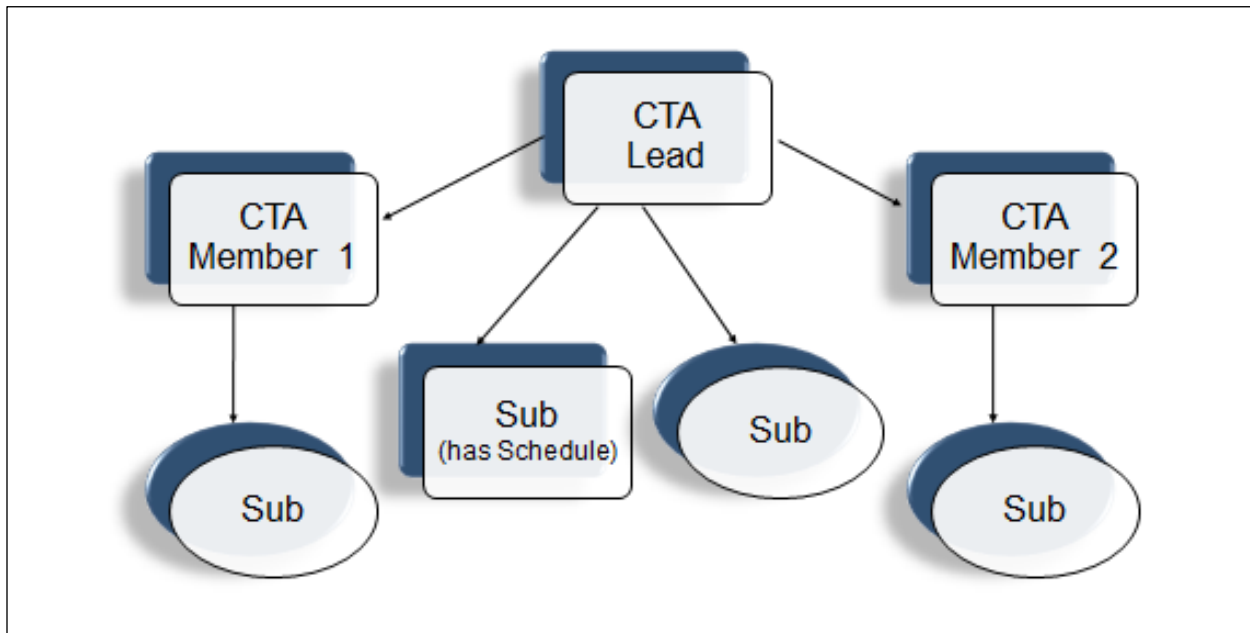 CTA
Lead
CTA
Member 1
CTA
Member 2
Sub
(has Schedule)
Sub
Sub
Sub